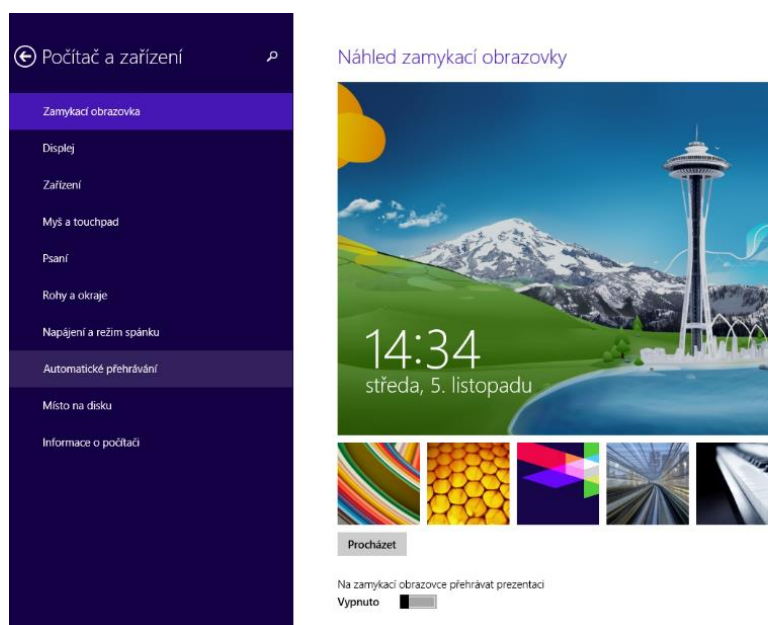 Počítač a zařízení
Zamykací obrazovka
Displej
Zařízení
Myš a touchpad
Psaní
Rohy a okraje
Napájení a režim spánku
Automatické přehrávání
Místo na disku
Informace o počítači
Náhled zamykací obrazovky
14:34
středa, 5. listopadu
Procházet
Na zamykací obrazovce přehrávat prezentaci
Vypnuto